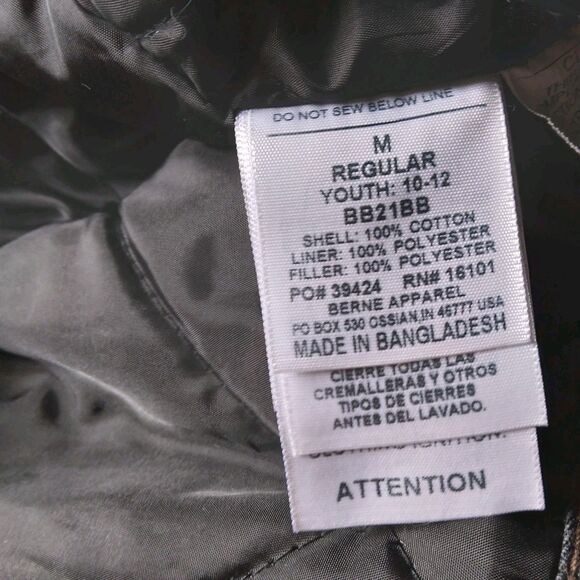 DO NOT SEW BELOW LINE
M
REGULAR
YOUTH: 10-12
BB21BB
SHELL: 100% COTTON
LINER: 100% POLYESTER
FILLER: 100% POLYESTER
PO# 39424 RN# 16101
BERNE APPAREL
PO BOX 530 OSSIAN,IN 46777 USA
MADE IN BANGLADESH
CIERRE TODAS LAS
CREMALLERAS Y OTROS
TIPOS DE CIERRES
ANTES DEL LAVADO.
ATTENTION